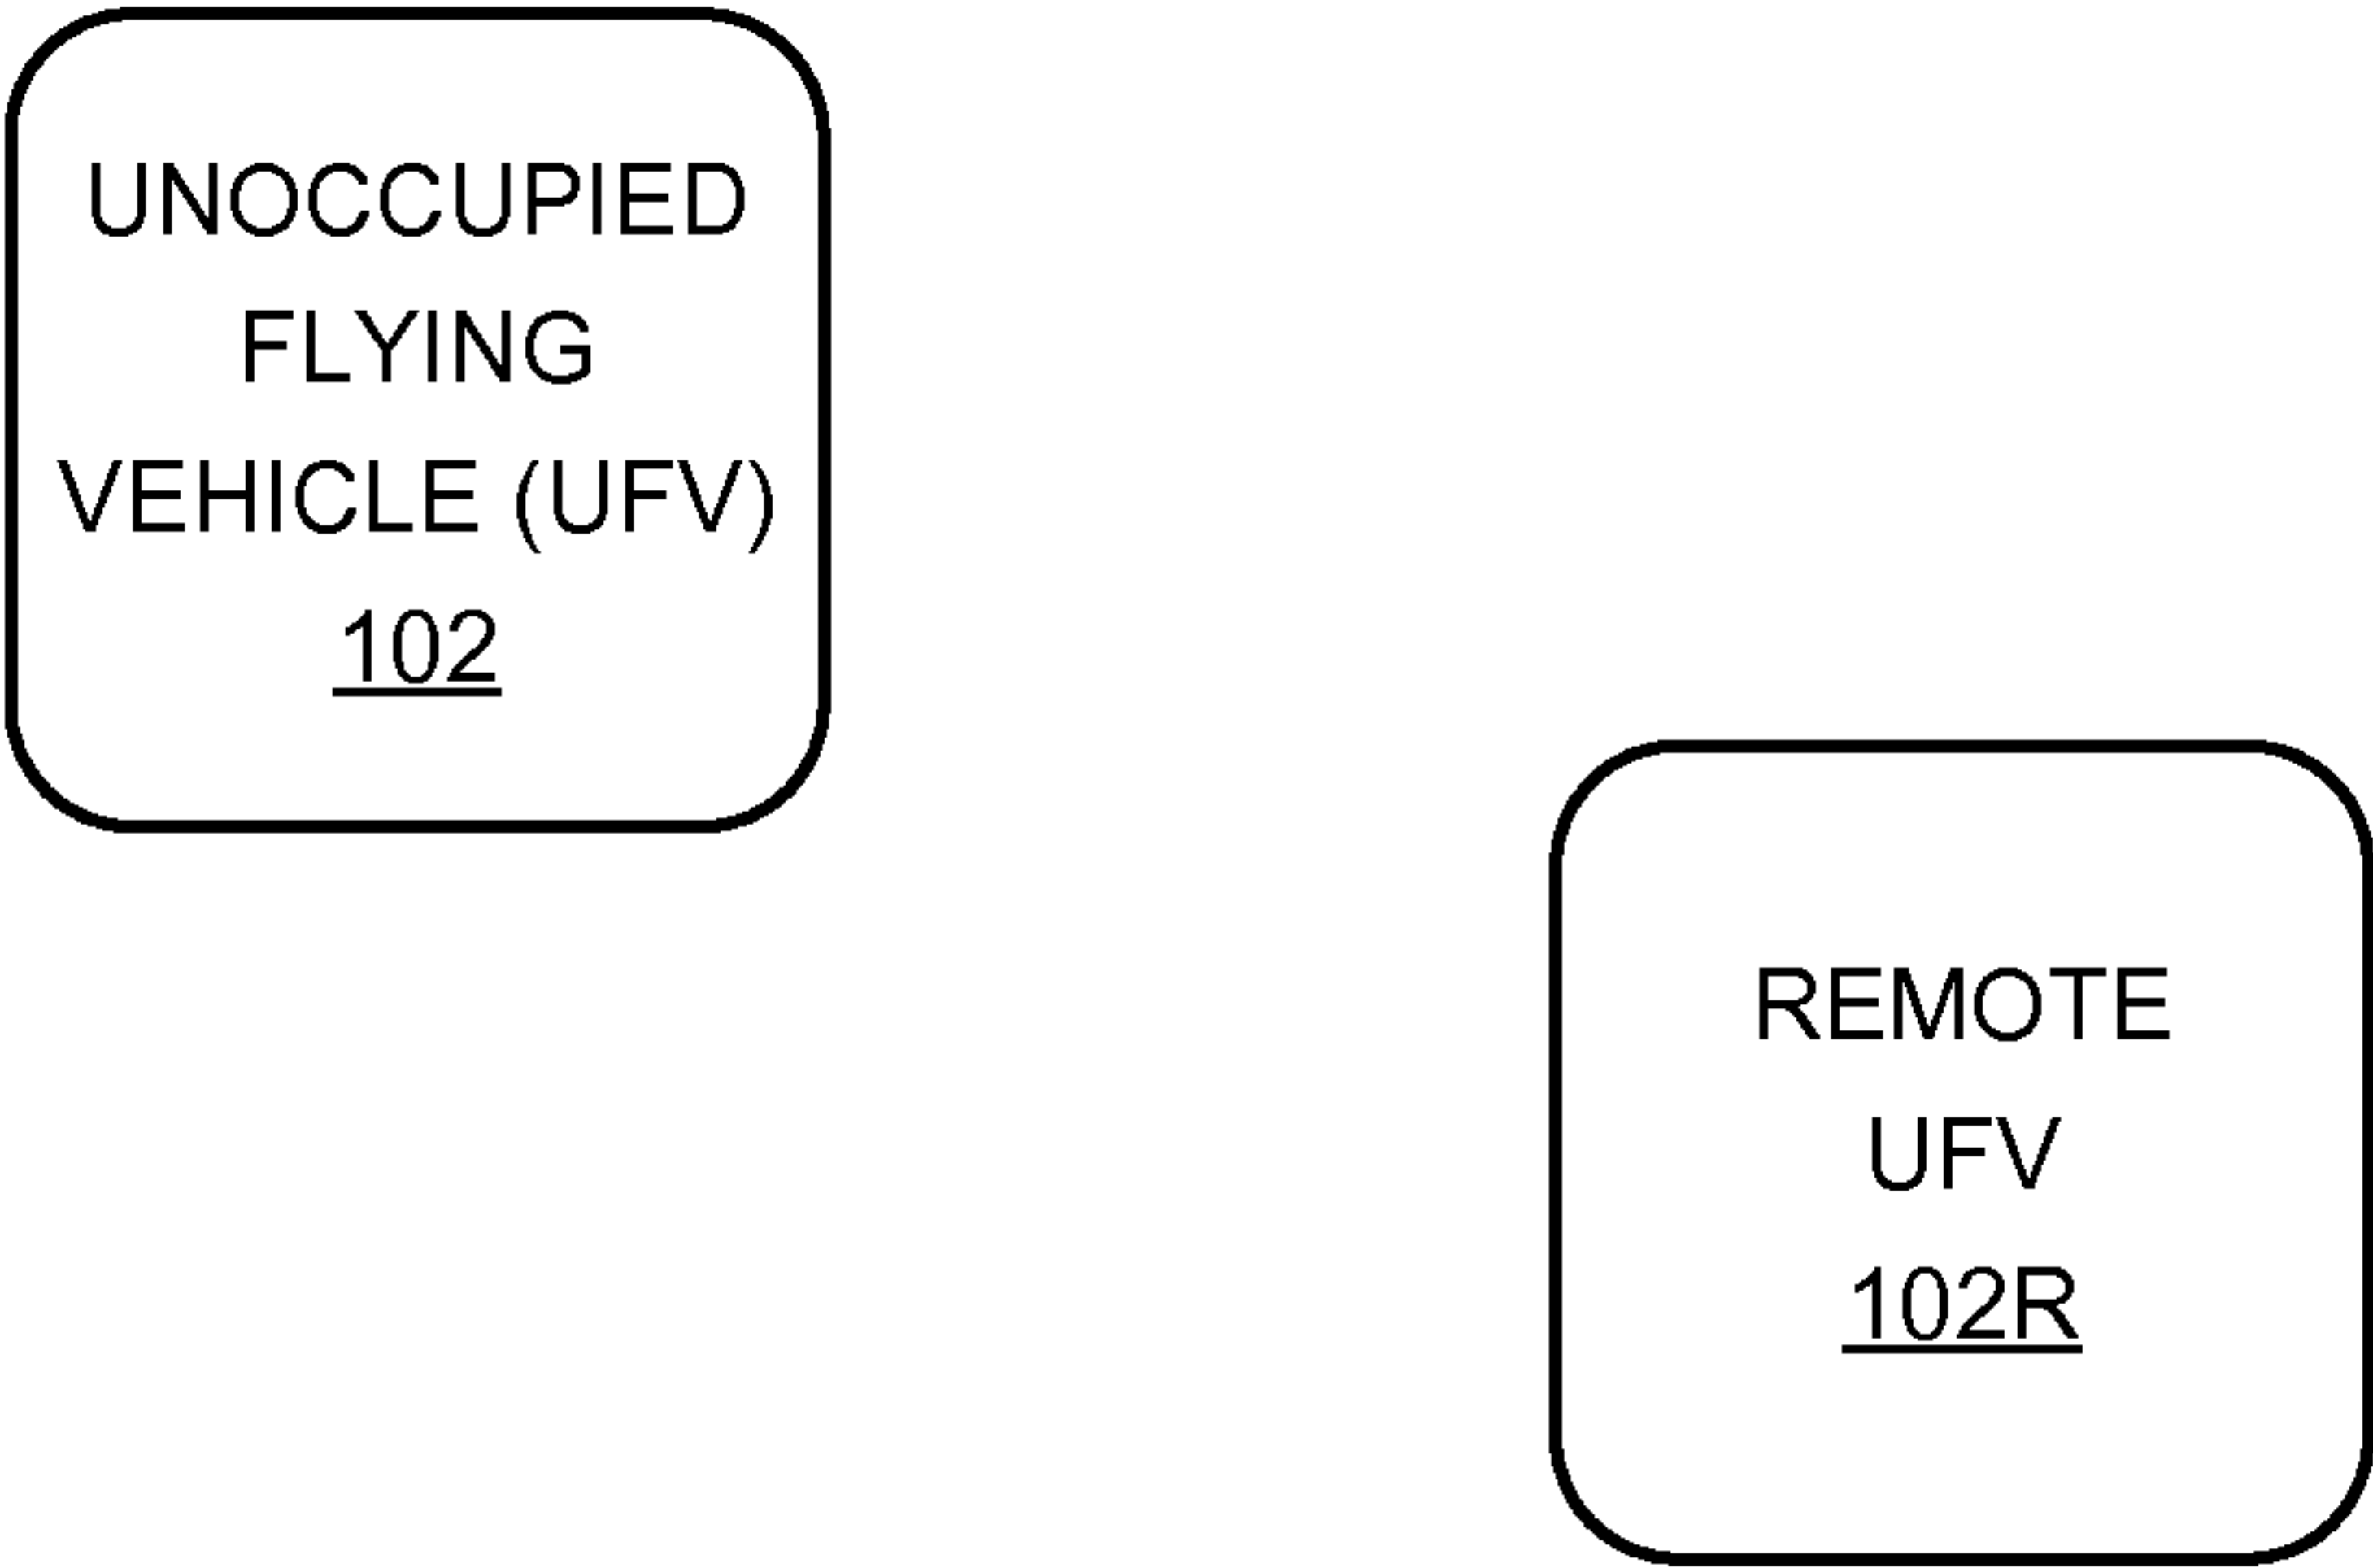 UNOCCUPIED
FLYING
VEHICLE (UFV)
102
REMOTE
UFV
102R